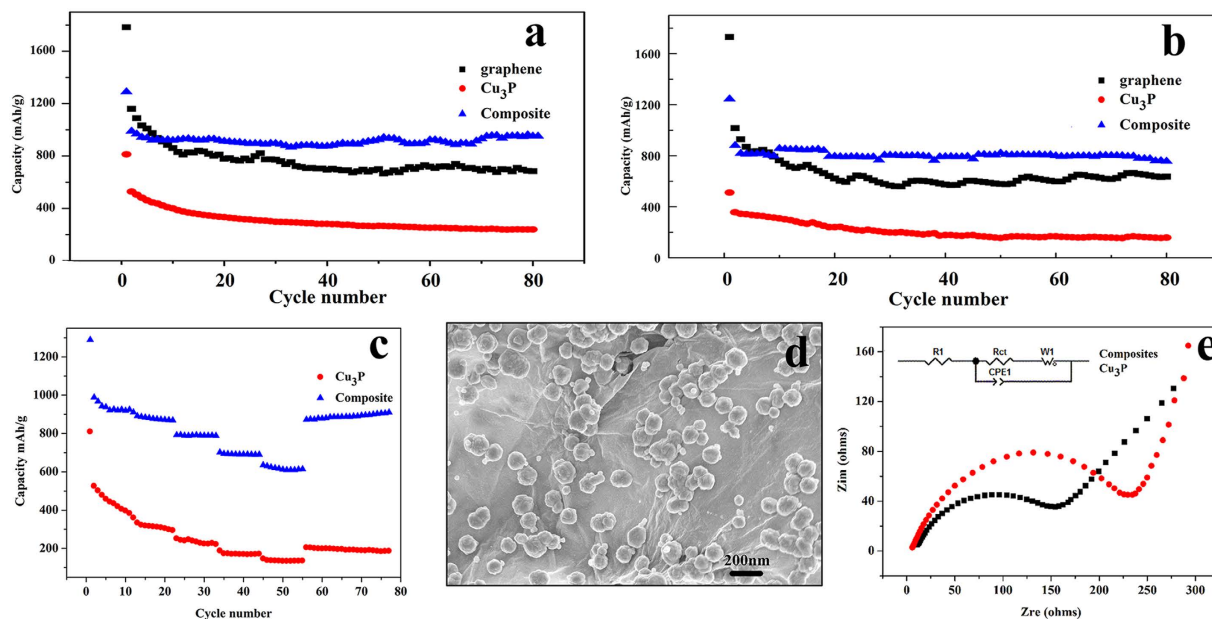 a
1600
1200
800
400
0
Capacity (mAh/g)
graphene
Cu3P
Composite
0 20 40 60 80
Cycle number
b
1600
1200
800
400
0
Capacity (mAh/g)
graphene
Cu3P
Composite
0 20 40 60 80
Cycle number
c
1200
1000
800
600
400
200
Capacity mAh/g
Cu3P
Composite
0 10 20 30 40 50 60 70 80
Cycle number
d
200nm
e
160
120
80
40
0
Zim (ohms)
R1 Rct W1
CPE1
Composites
Cu3P
0 50 100 150 200 250 300
Zre (ohms)